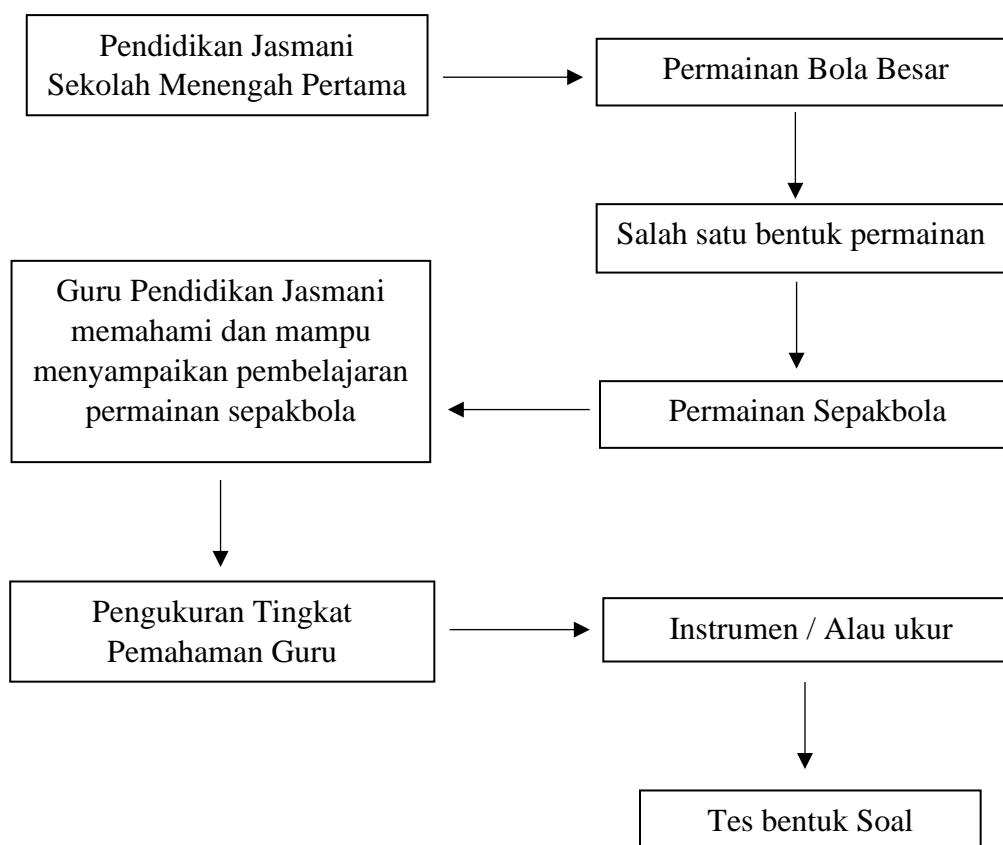 Pendidikan Jasmani
Sekolah Menengah Pertama
Permainan Bola Besar
Salah satu bentuk permainan
Permainan Sepakbola
Guru Pendidikan Jasmani
memahami dan mampu
menyampaikan pembelajaran
permainan sepakbola
Pengukuran Tingkat
Pemahaman Guru
Instrumen / Alau ukur
Tes bentuk Soal